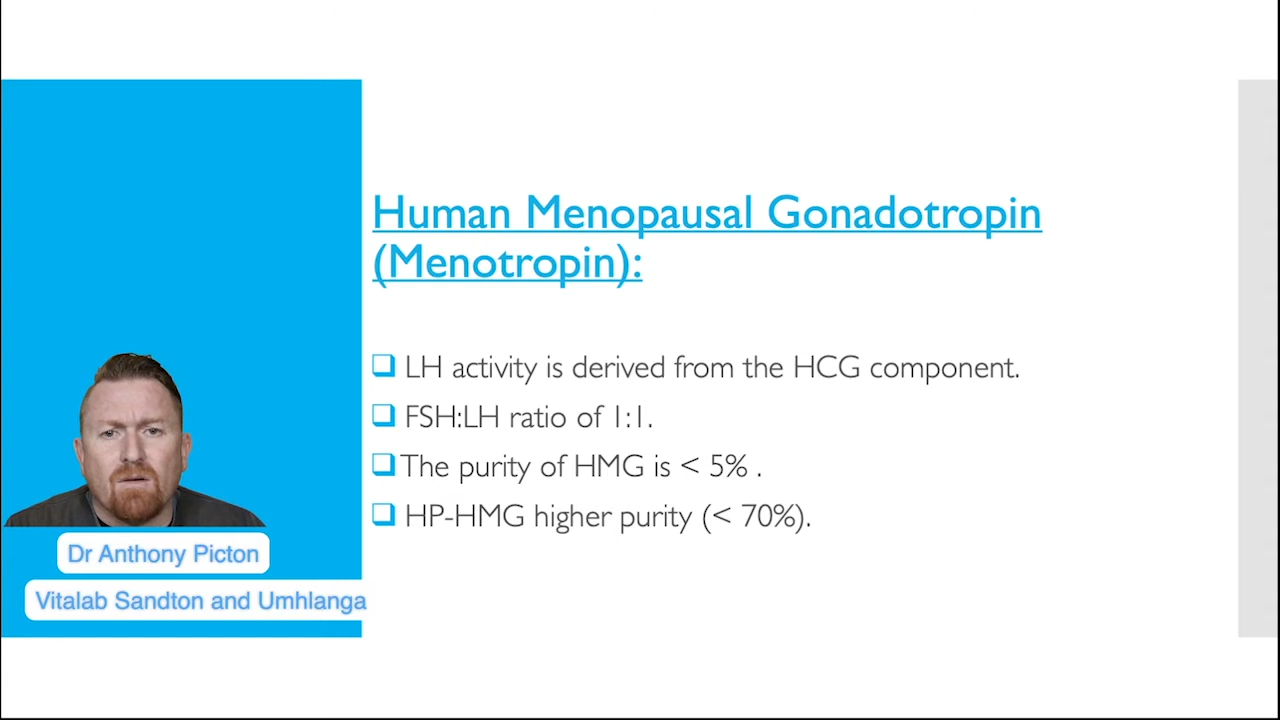 Human Menopausal Gonadotropin
(Menotropin):
LH activity is derived from the HCG component.
FSH:LH ratio of 1:1.
The purity of HMG is < 5% .
HP-HMG higher purity (< 70%).
Dr Anthony Picton
Vitalab Sandton and Umhlanga